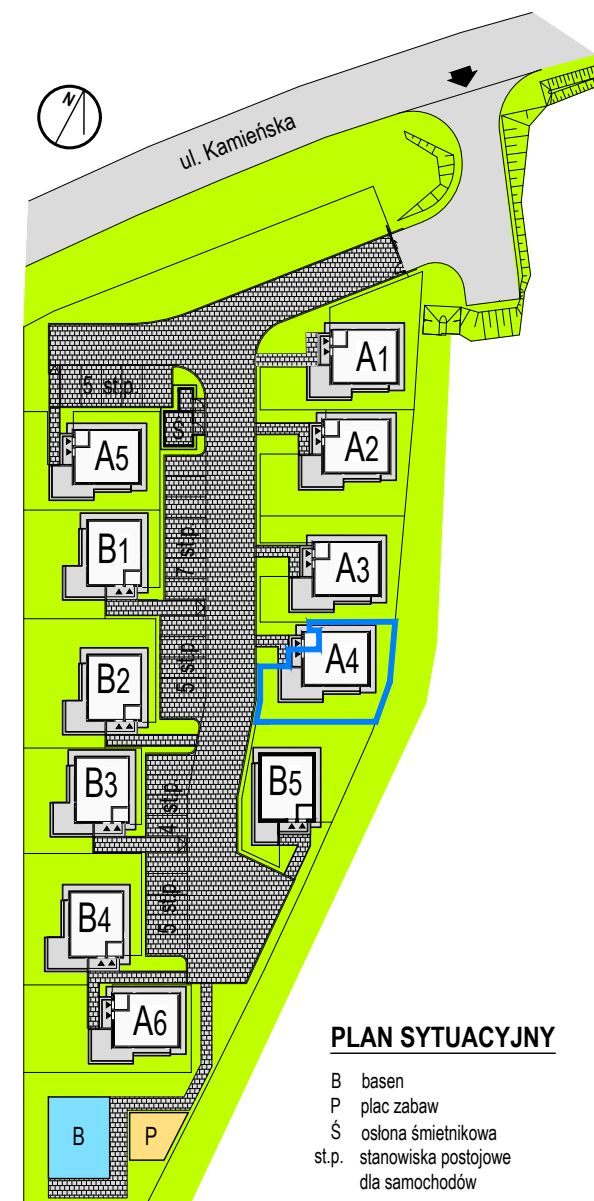 N
ul. Kamieńska
A1
5 st.p.
A2
Ś
A5
B1
7 st.p.
A3
A4
5 st.p.
B2
B3
B5
4 st.p.
B4
5 st.p.
A6
B
P
PLAN SYTUACYJNY
B basen
P plac zabaw
Ś osłona śmietnikowa
st.p. stanowiska postojowe
dla samochodów